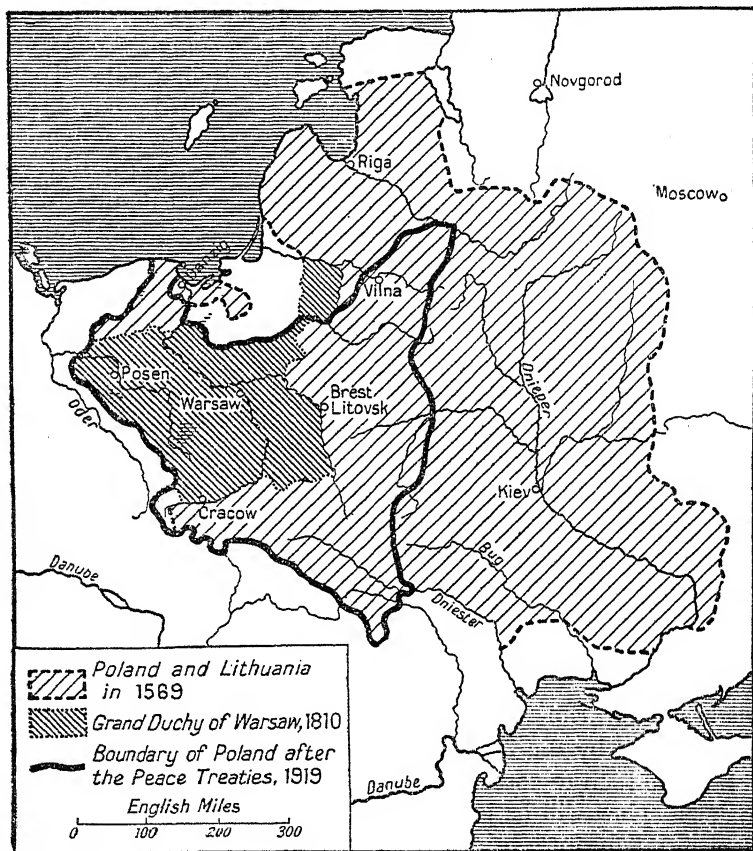 Novgorod
Riga
Moscow
Danzig
Vilna
Posen
Warsaw
Brest
Litovsk
Dnieper
Oder
Cracow
Kiev
Bug
Danube
Dniester
Poland and Lithuania
in 1569
Grand Duchy of Warsaw, 1810
Boundary of Poland after
the Peace Treaties, 1919
English Miles
0 100 200 300
Danube